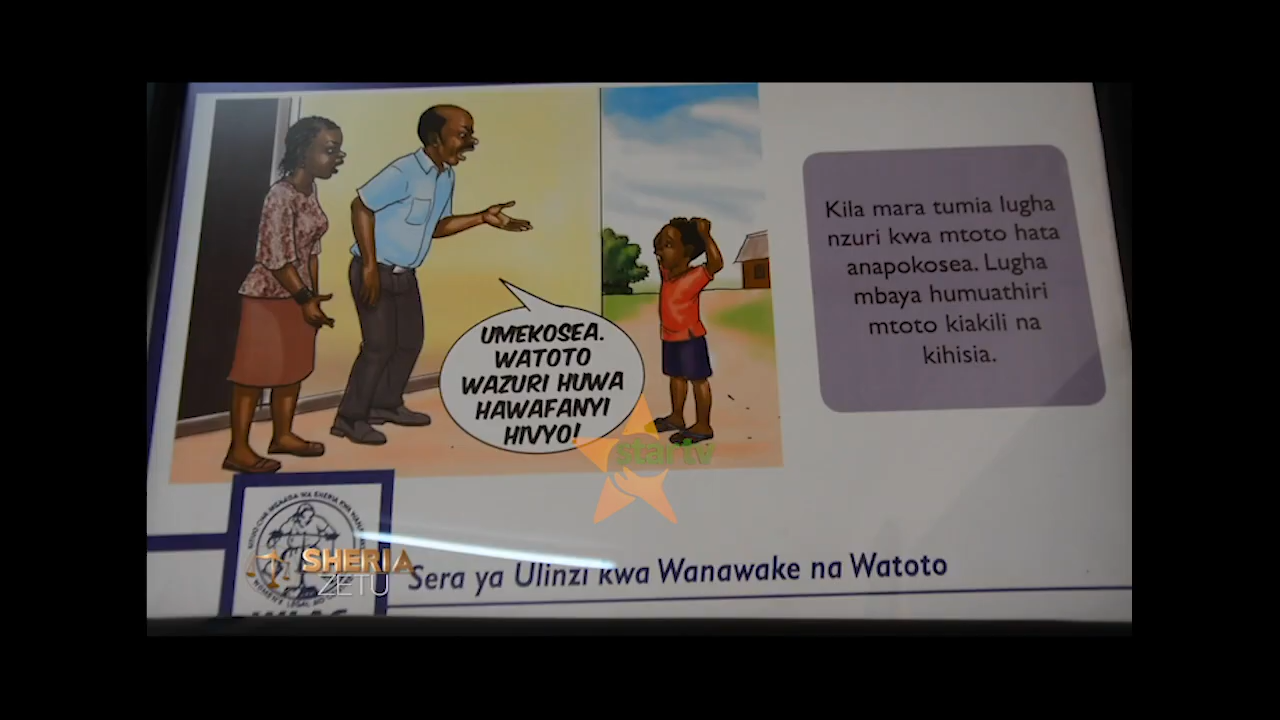 Kila mara tumia lugha
nzuri kwa mtoto hata
anapokosea. Lugha
mbaya humuathiri
mtoto kiakili na
kihisia.
UMEKOSEA.
WATOTO
WAZURI HUWA
HAWAFANYI
HIVYO!
startv
SHERIA
ZETU
Sera ya Ulinzi kwa Wanawake na Watoto